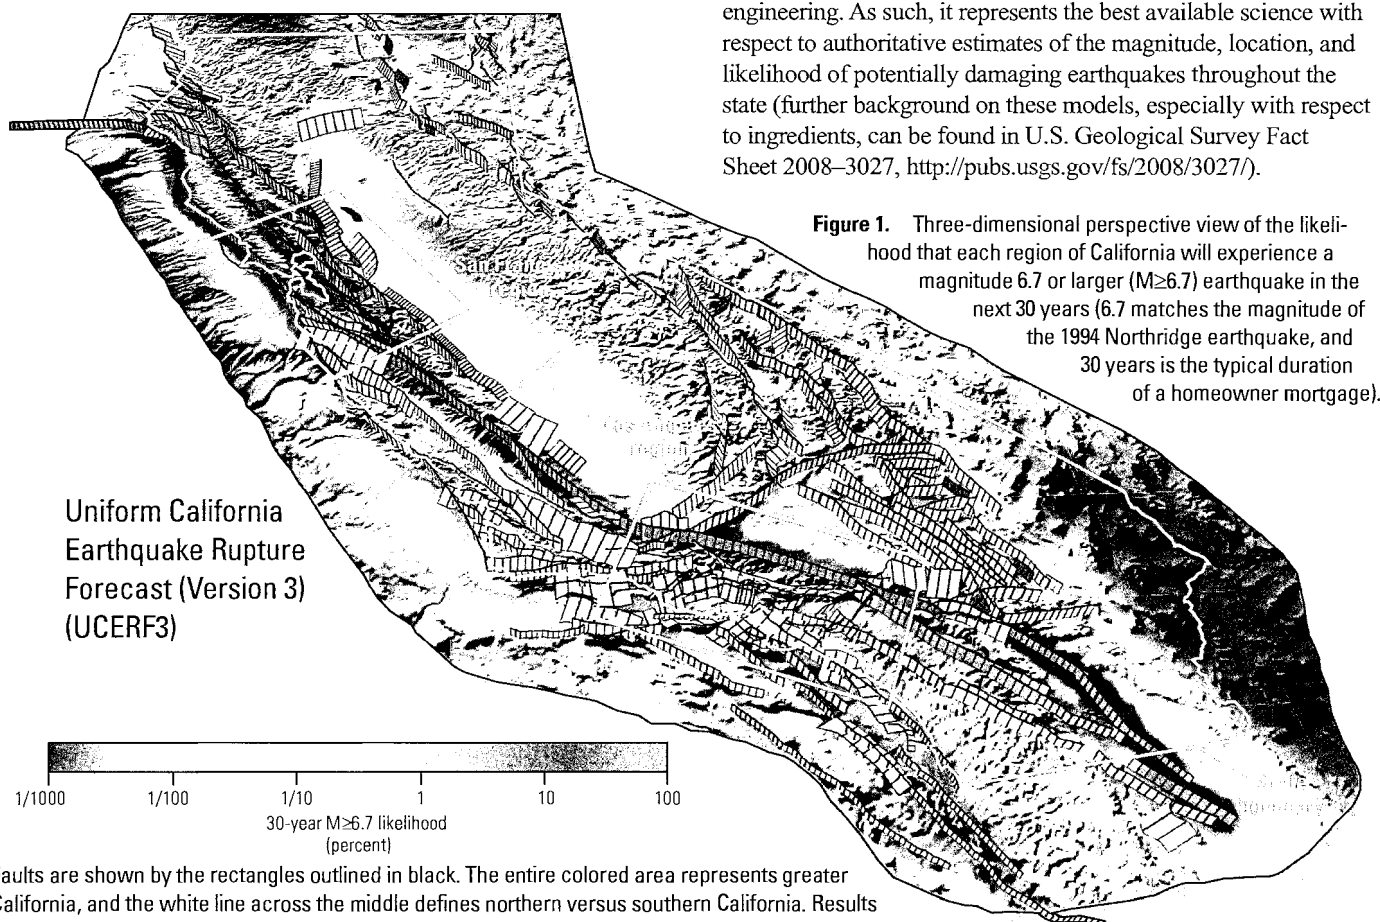 engineering. As such, it represents the best available science with
respect to authoritative estimates of the magnitude, location, and
likelihood of potentially damaging earthquakes throughout the
state (further background on these models, especially with respect
to ingredients, can be found in U.S. Geological Survey Fact
Sheet 2008–3027, http://pubs.usgs.gov/fs/2008/3027/).
Figure 1. Three-dimensional perspective view of the likeli-
hood that each region of California will experience a
magnitude 6.7 or larger (M≥6.7) earthquake in the
next 30 years (6.7 matches the magnitude of
the 1994 Northridge earthquake, and
30 years is the typical duration
of a homeowner mortgage).
region
Uniform California
Earthquake Rupture
Forecast (Version 3)
(UCERF3)
1/1000 1/100 1/10 1 10 100
30-year M≥6.7 likelihood
(percent)
aults are shown by the rectangles outlined in black. The entire colored area represents greater
California, and the white line across the middle defines northern versus southern California. Results